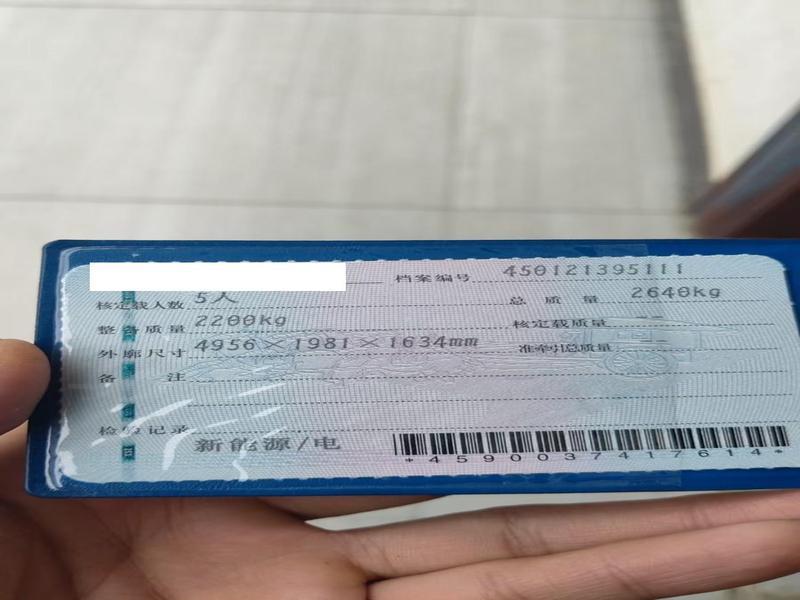 档案编号 450121395111
核定载人数 5人 总质量 2640kg
整备质量 2200kg 核定载质量 --
外廓尺寸 4956×1981×1634mm 准牵引总质量 --
备注
检验记录
新能源/电
*4590037417614*